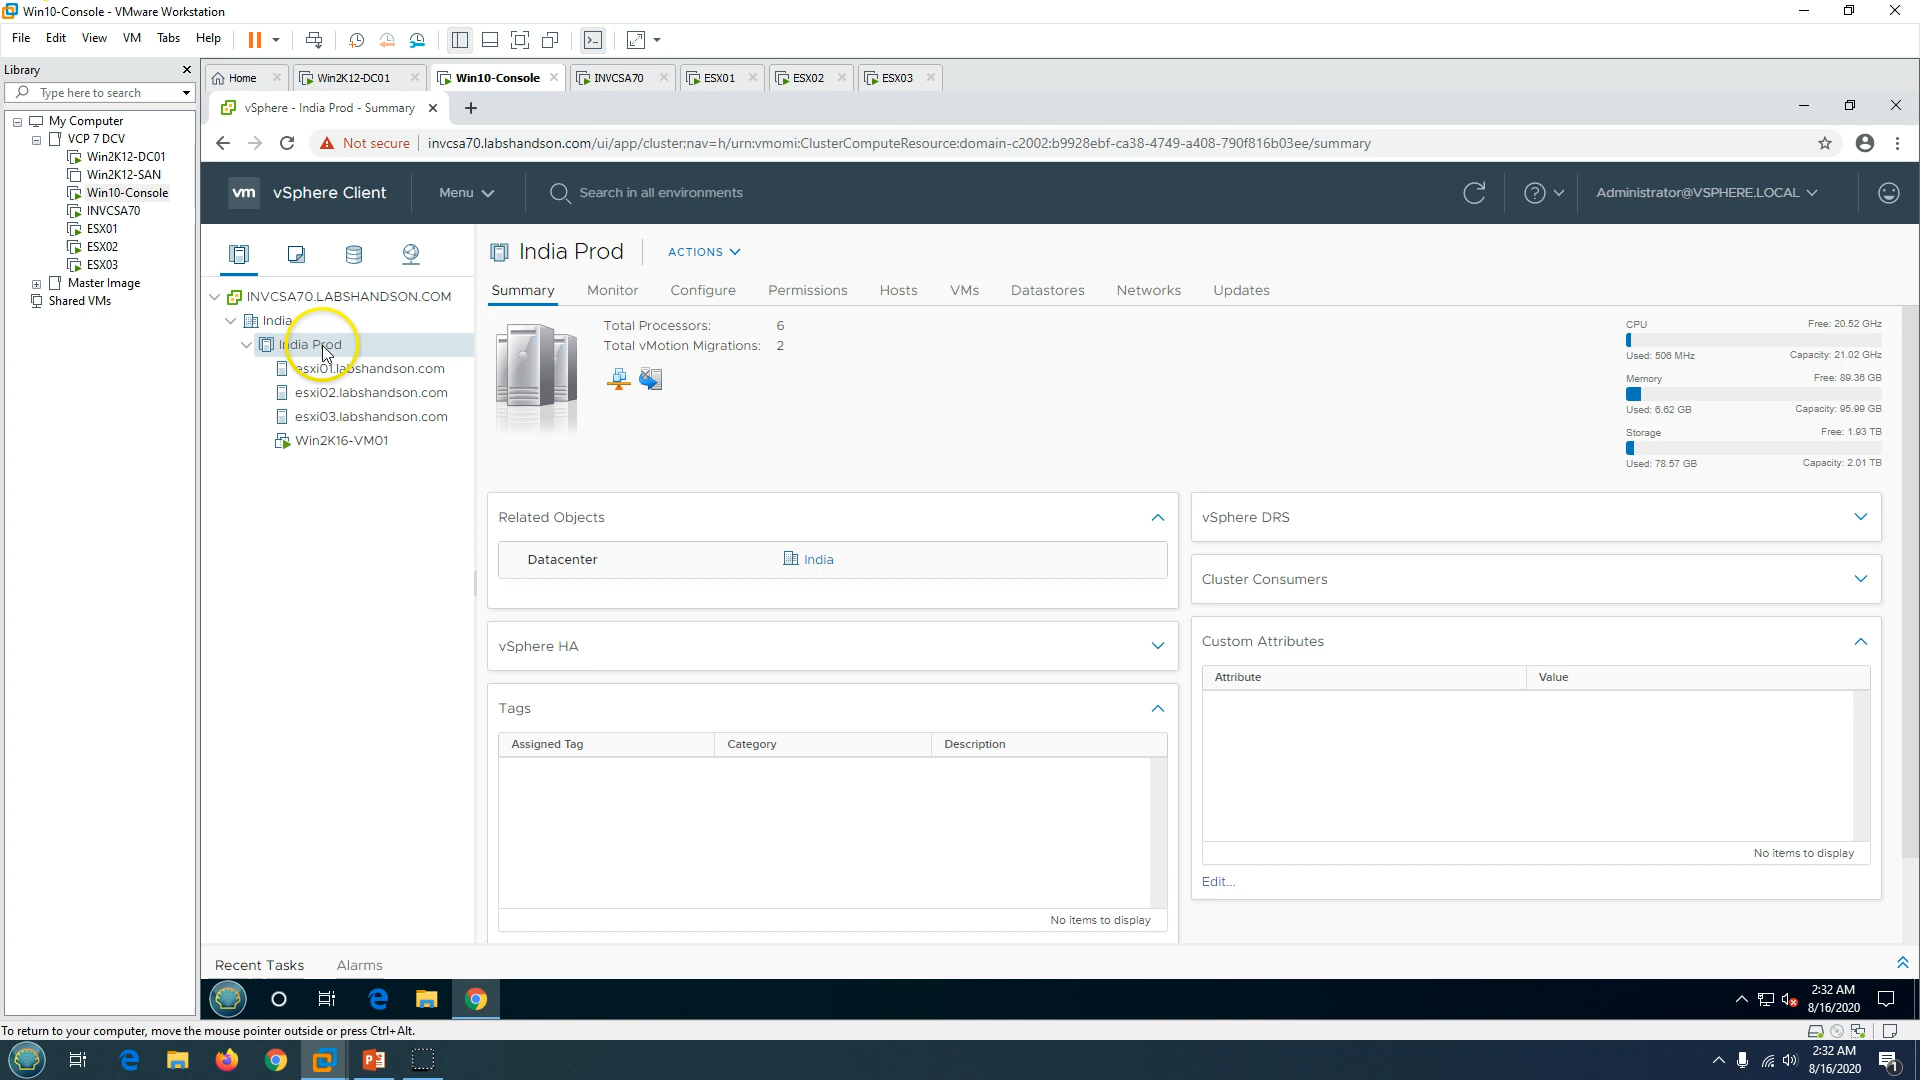 Win10-Console - VMware Workstation
File Edit View VM Tabs Help
Library
Type here to search
My Computer
VCP 7 DCV
Win2K12-DC01
Win2K12-SAN
Win10-Console
INVCSA70
ESX01
ESX02
ESX03
Master Image
Shared VMs
Home Win2K12-DC01 Win10-Console INVCSA70 ESX01 ESX02 ESX03
vSphere - India Prod - Summary
Not secure invcsa70.labshandson.com/ui/app/cluster;nav=h/urn:vmomi:ClusterComputeResource:domain-c2002:b9928ebf-ca38-4749-a408-790f816b03ee/summary
vm vSphere Client Menu Search in all environments Administrator@VSPHERE.LOCAL
INVCSA70.LABSHANDSON.COM
India
India Prod
esxi01.labshandson.com
esxi02.labshandson.com
esxi03.labshandson.com
Win2K16-VM01
India Prod ACTIONS
Summary Monitor Configure Permissions Hosts VMs Datastores Networks Updates
Total Processors: 6
Total vMotion Migrations: 2
CPU Free: 20.52 GHz
Used: 506 MHz Capacity: 21.02 GHz
Memory Free: 89.36 GB
Used: 6.62 GB Capacity: 95.99 GB
Storage Free: 1.93 TB
Used: 78.57 GB Capacity: 2.01 TB
Related Objects
Datacenter India
vSphere HA
Tags
Assigned Tag Category Description
No items to display
vSphere DRS
Cluster Consumers
Custom Attributes
Attribute Value
No items to display
Edit...
Recent Tasks Alarms
2:32 AM
8/16/2020
To return to your computer, move the mouse pointer outside or press Ctrl+Alt.
2:32 AM
8/16/2020
1